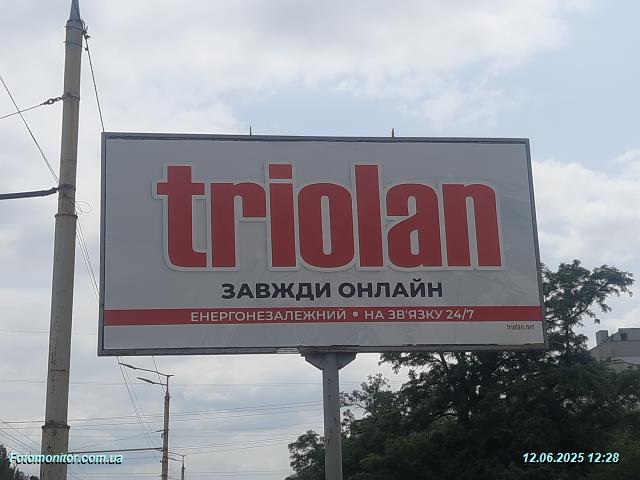 triolan
ЗАВЖДИ ОНЛАЙН
ЕНЕРГОНЕЗАЛЕЖНИЙ • НА ЗВ'ЯЗКУ 24/7
triolan.net
Fotomonitor.com.ua
12.06.2025 12:28